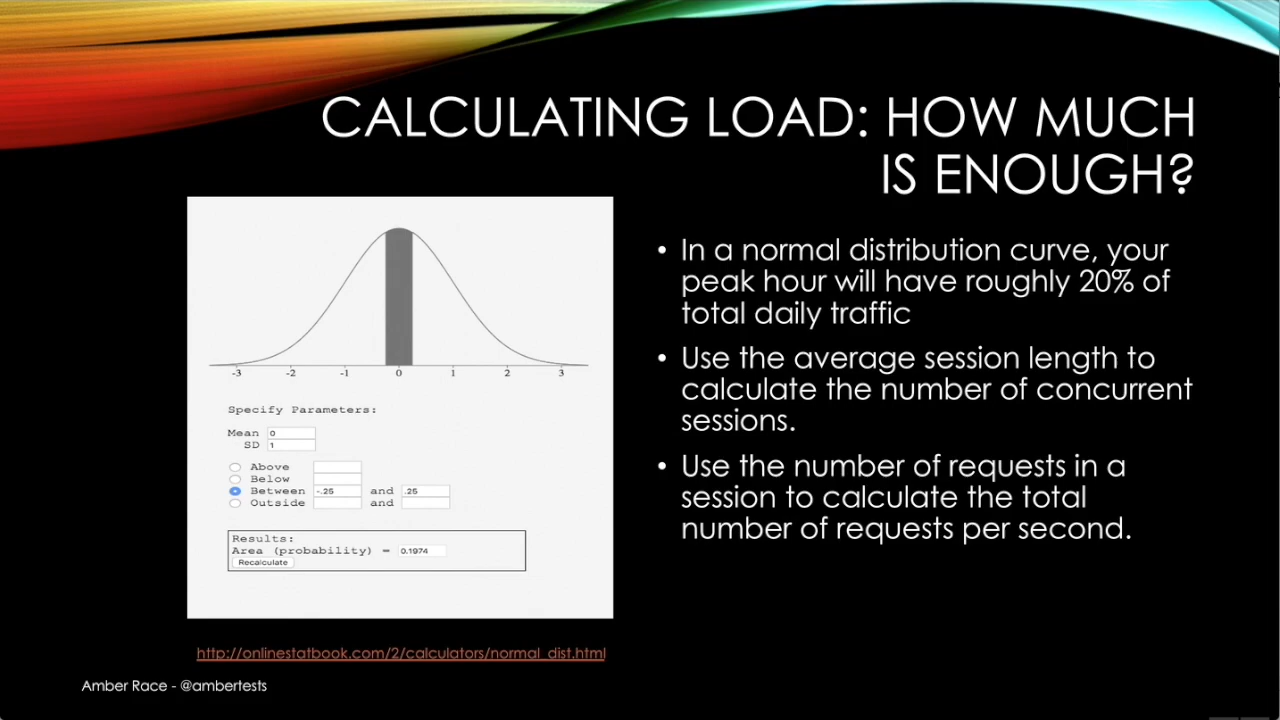 CALCULATING LOAD: HOW MUCH
IS ENOUGH?
-3 -2 -1 0 1 2 3
Specify Parameters:
Mean 0
SD 1
Above
Below
Between -.25 and .25
Outside and
Results:
Area (probability) = 0.1974
Recalculate
• In a normal distribution curve, your
peak hour will have roughly 20% of
total daily traffic
• Use the average session length to
calculate the number of concurrent
sessions.
• Use the number of requests in a
session to calculate the total
number of requests per second.
http://onlinestatbook.com/2/calculators/normal_dist.html
Amber Race - @ambertests